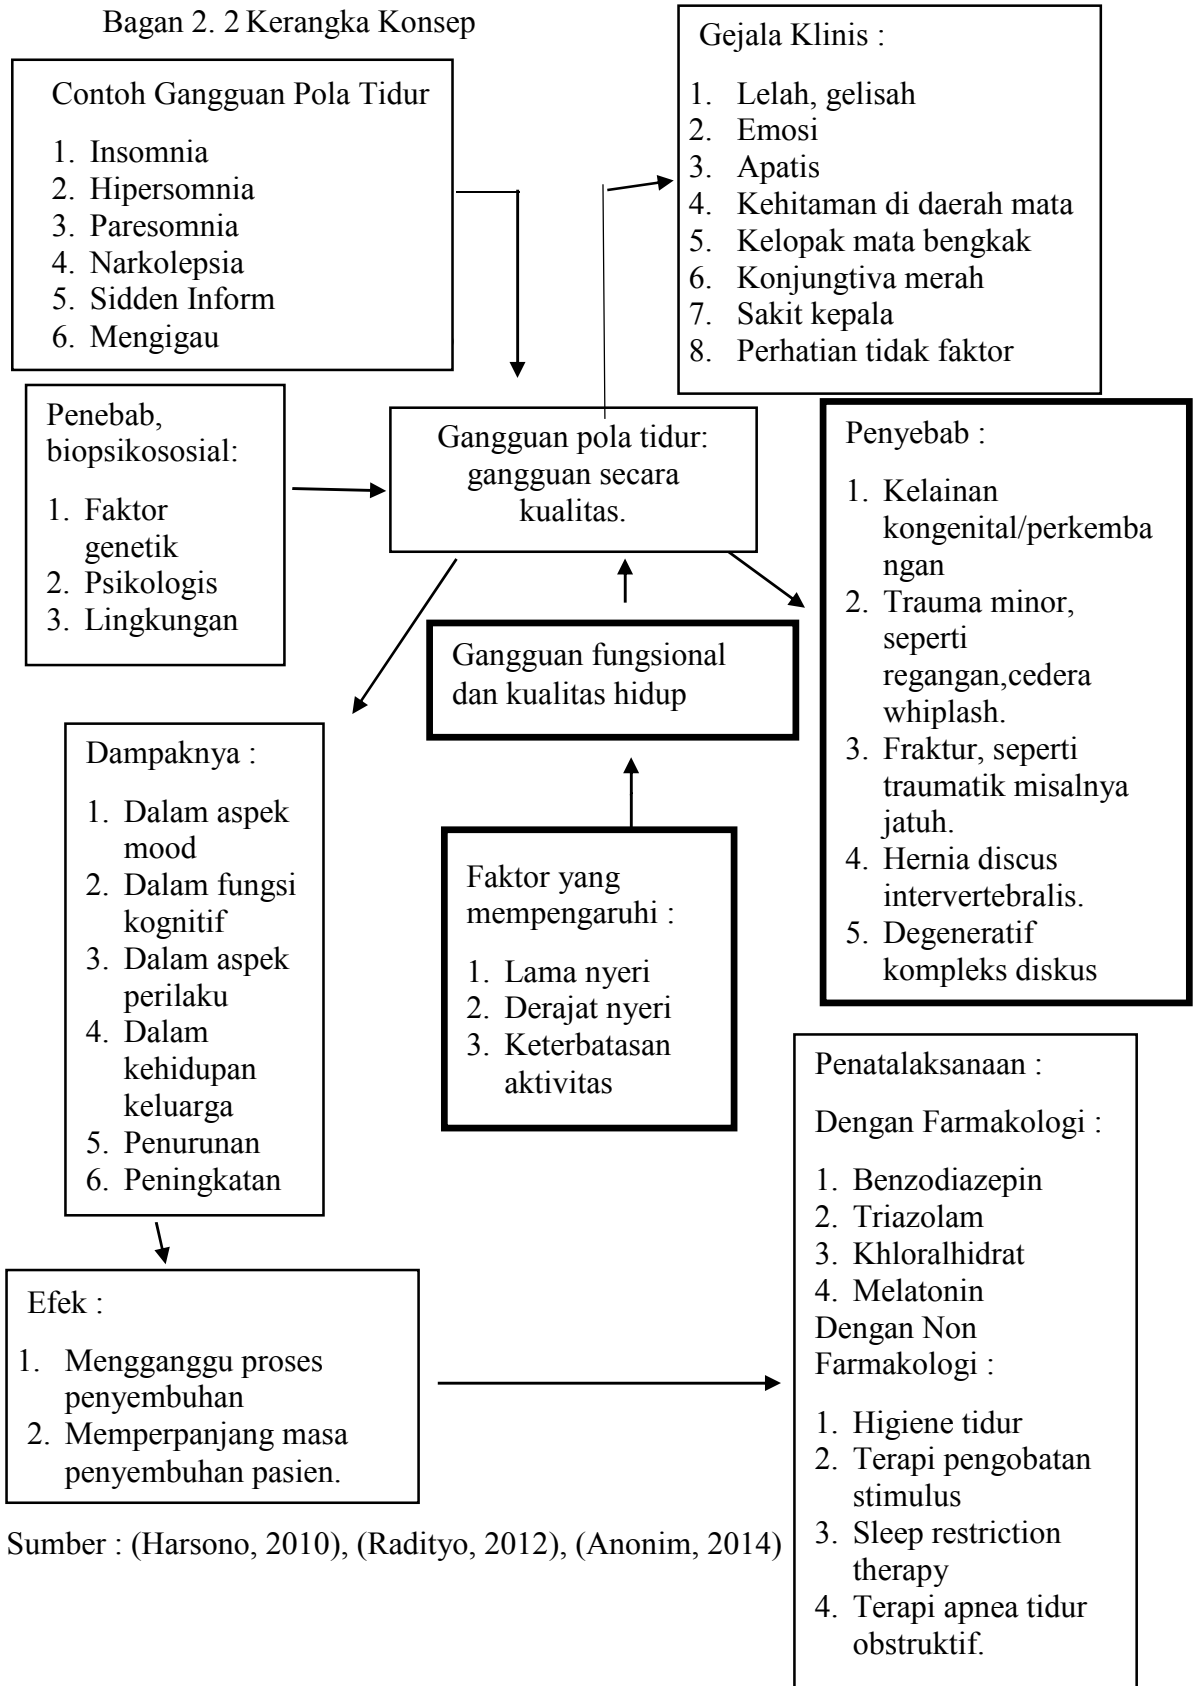 Bagan 2. 2 Kerangka Konsep
Contoh Gangguan Pola Tidur
1. Insomnia
2. Hipersomnia
3. Paresomnia
4. Narkolepsia
5. Sidden Inform
6. Mengigau
Gejala Klinis :
1. Lelah, gelisah
2. Emosi
3. Apatis
4. Kehitaman di daerah mata
5. Kelopak mata bengkak
6. Konjungtiva merah
7. Sakit kepala
8. Perhatian tidak faktor
Penebab,
biopsikososial:
1. Faktor
genetik
2. Psikologis
3. Lingkungan
Gangguan pola tidur:
gangguan secara
kualitas.
Penyebab :
1. Kelainan
kongenital/perkemba
ngan
2. Trauma minor,
seperti
regangan,cedera
whiplash.
3. Fraktur, seperti
traumatik misalnya
jatuh.
4. Hernia discus
intervertebralis.
5. Degeneratif
kompleks diskus
Gangguan fungsional
dan kualitas hidup
Dampaknya :
1. Dalam aspek
mood
2. Dalam fungsi
kognitif
3. Dalam aspek
perilaku
4. Dalam
kehidupan
keluarga
5. Penurunan
6. Peningkatan
Faktor yang
mempengaruhi :
1. Lama nyeri
2. Derajat nyeri
3. Keterbatasan
aktivitas
Penatalaksanaan :
Dengan Farmakologi :
1. Benzodiazepin
2. Triazolam
3. Khloralhidrat
4. Melatonin
Dengan Non
Farmakologi :
1. Higiene tidur
2. Terapi pengobatan
stimulus
3. Sleep restriction
therapy
4. Terapi apnea tidur
obstruktif.
Efek :
1. Mengganggu proses
penyembuhan
2. Memperpanjang masa
penyembuhan pasien.
Sumber : (Harsono, 2010), (Radityo, 2012), (Anonim, 2014)